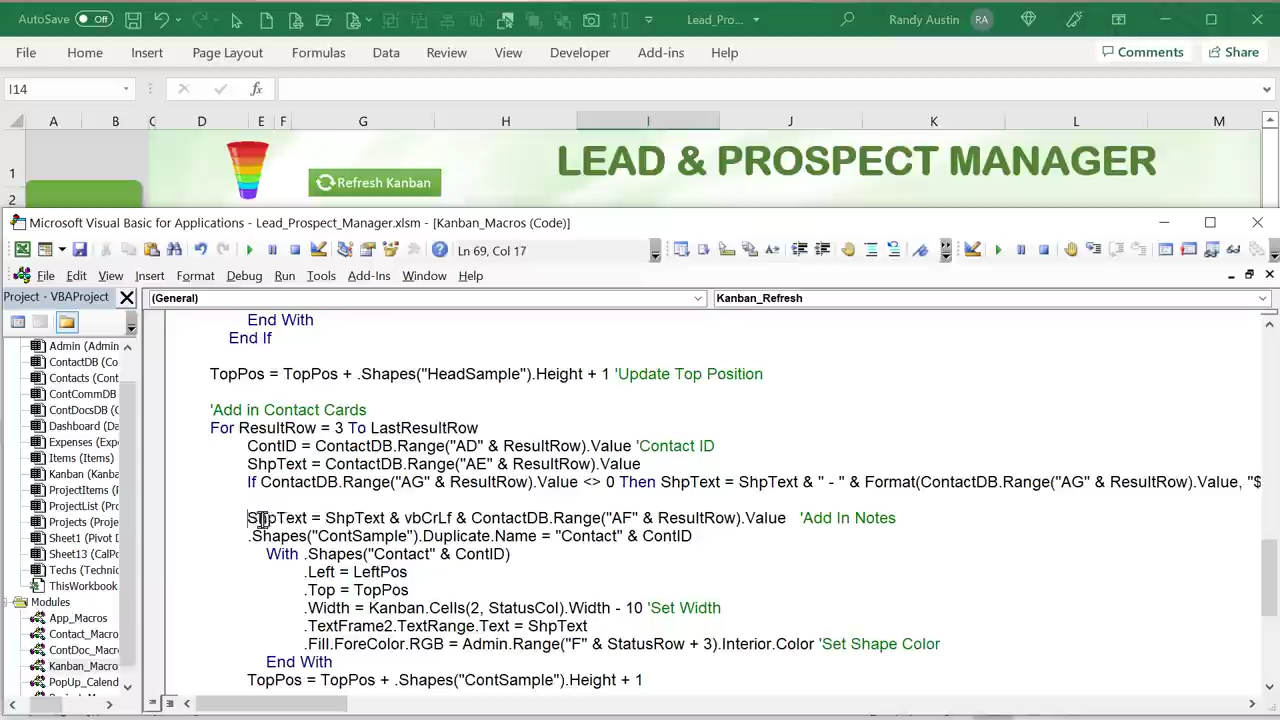 AutoSave Off Lead_Pro... Randy Austin RA
File Home Insert Page Layout Formulas Data Review View Developer Add-ins Help Comments Share
I14 fx
A B C D E F G H I J K L M
1
2
Refresh Kanban
LEAD & PROSPECT MANAGER
Microsoft Visual Basic for Applications - Lead_Prospect_Manager.xlsm - [Kanban_Macros (Code)]
Ln 69, Col 17
File Edit View Insert Format Debug Run Tools Add-Ins Window Help
Project - VBAProject
(General) Kanban_Refresh
Admin (Admin
ContactDB (Co
Contacts (Cont
ContCommDB
ContDocsDB (C
Dashboard (Da
Expenses (Expe
Items (Items)
Kanban (Kanba
ProjectItems (P
ProjectList (Pro
Projects (Projec
Sheet1 (Pivot D
Sheet13 (CalPo
Techs (Techs)
ThisWorkbook
Modules
App_Macros
Contact_Macro
ContDoc_Macro
Kanban_Macro
PopUp_Calend
End With
End If
TopPos = TopPos + .Shapes("HeadSample").Height + 1 'Update Top Position
'Add in Contact Cards
For ResultRow = 3 To LastResultRow
ContID = ContactDB.Range("AD" & ResultRow).Value 'Contact ID
ShpText = ContactDB.Range("AE" & ResultRow).Value
If ContactDB.Range("AG" & ResultRow).Value <> 0 Then ShpText = ShpText & " - " & Format(ContactDB.Range("AG" & ResultRow).Value, "$
ShpText = ShpText & vbCrLf & ContactDB.Range("AF" & ResultRow).Value 'Add In Notes
.Shapes("ContSample").Duplicate.Name = "Contact" & ContID
With .Shapes("Contact" & ContID)
.Left = LeftPos
.Top = TopPos
.Width = Kanban.Cells(2, StatusCol).Width - 10 'Set Width
.TextFrame2.TextRange.Text = ShpText
.Fill.ForeColor.RGB = Admin.Range("F" & StatusRow + 3).Interior.Color 'Set Shape Color
End With
TopPos = TopPos + .Shapes("ContSample").Height + 1